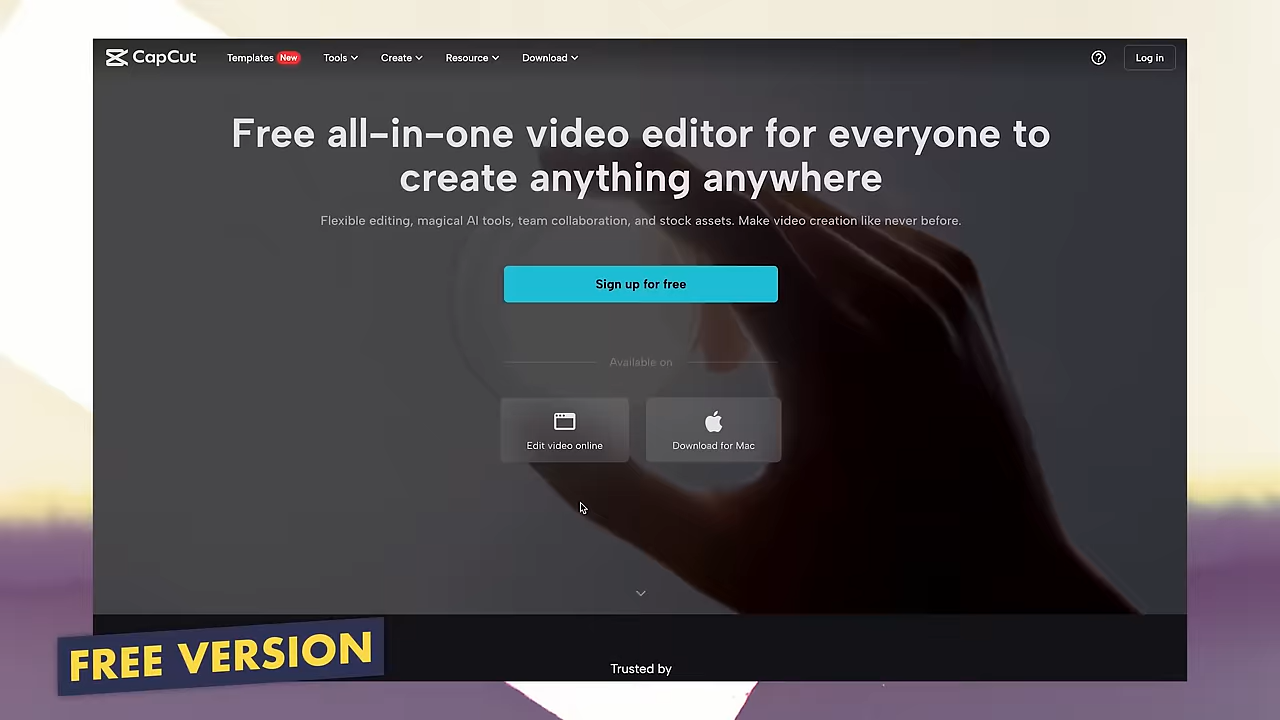 CapCut Templates New Tools Create Resource Download Log in
Free all-in-one video editor for everyone to
create anything anywhere
Flexible editing, magical AI tools, team collaboration, and stock assets. Make video creation like never before.
Sign up for free
Available on
Edit video online Download for Mac
FREE VERSION
Trusted by